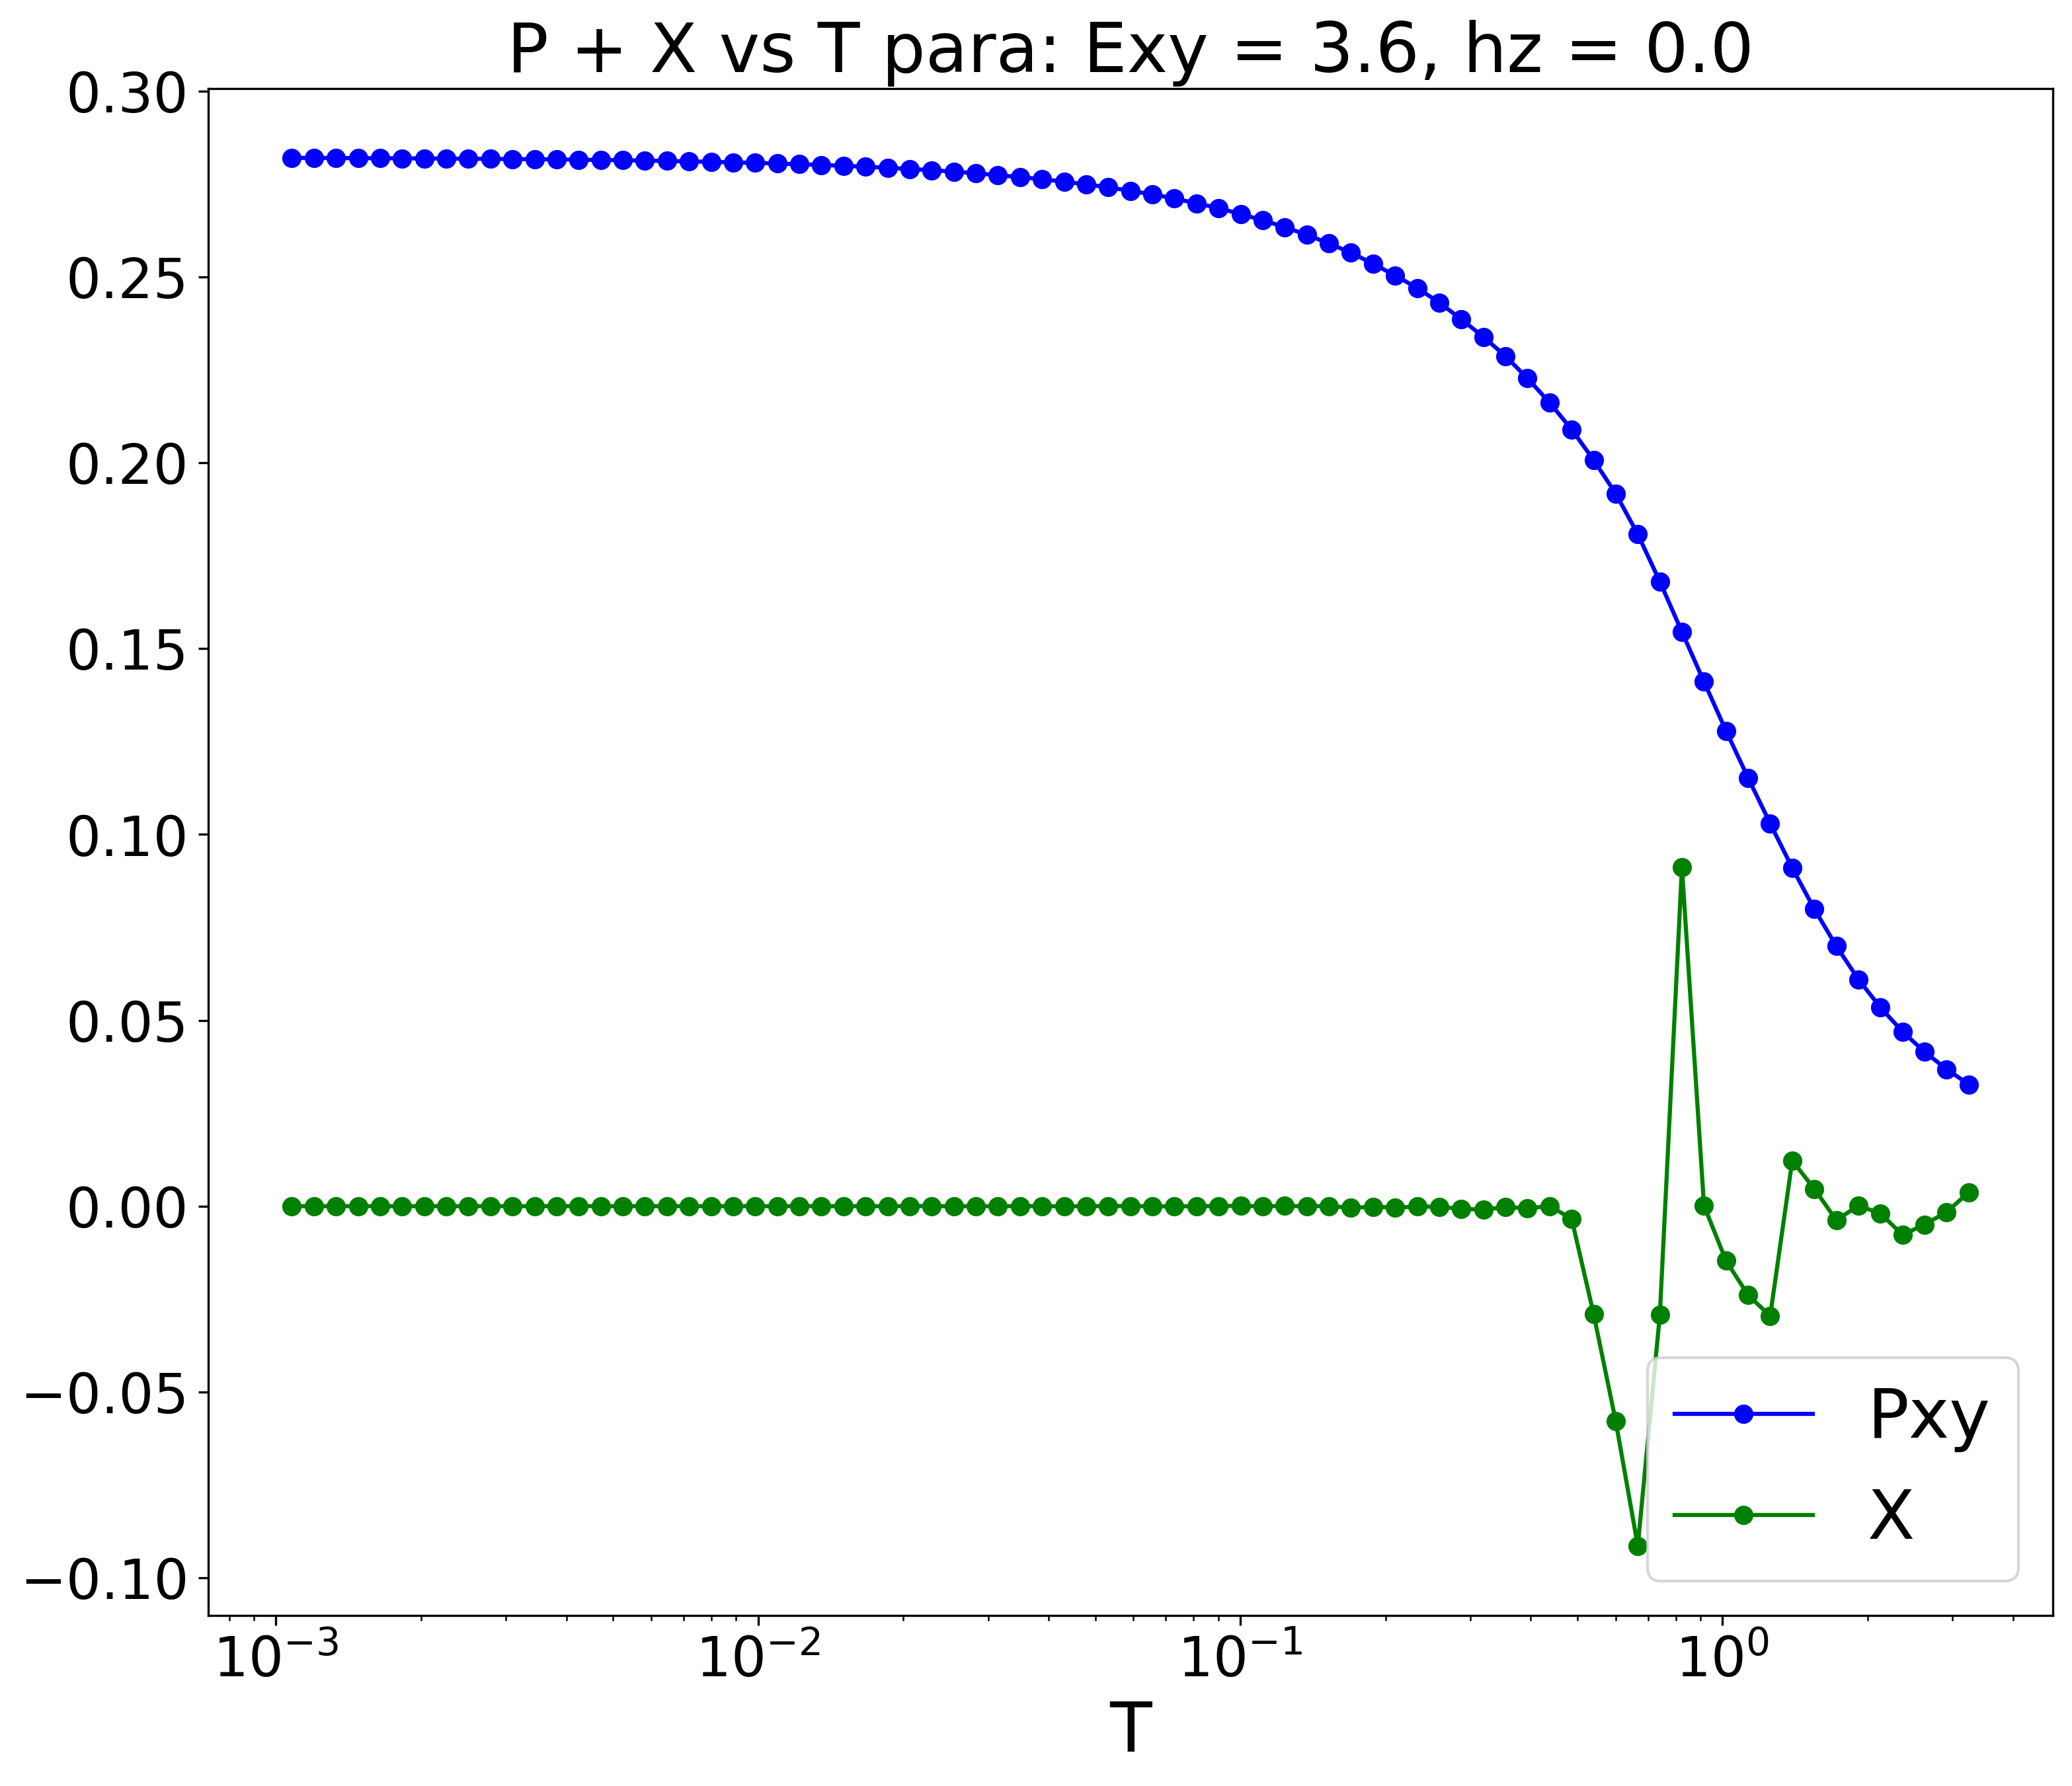 P + X vs T para: Exy = 3.6, hz = 0.0
0.30
0.25
0.20
0.15
0.10
0.05
0.00
−0.05
−0.10
Pxy
X
10⁻³ 10⁻² 10⁻¹ 10⁰
T